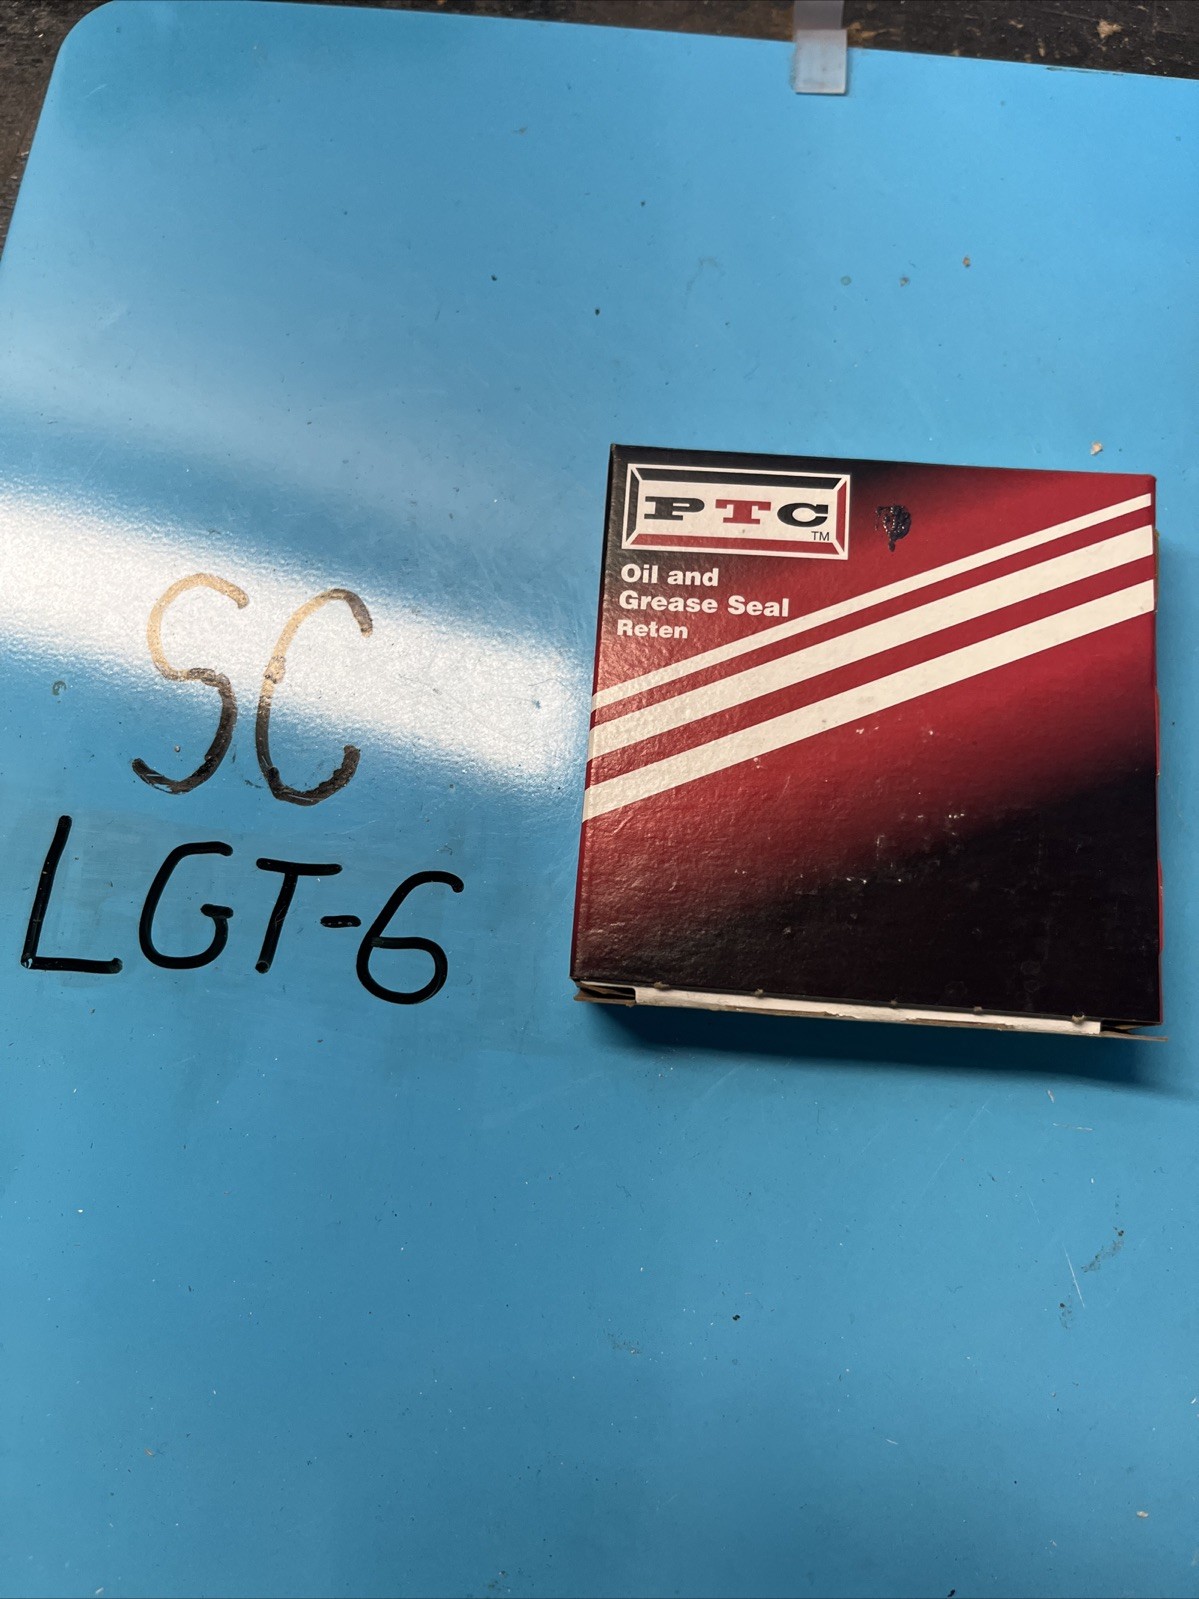 SC
LGT-6
PTC TM
Oil and
Grease Seal
Reten